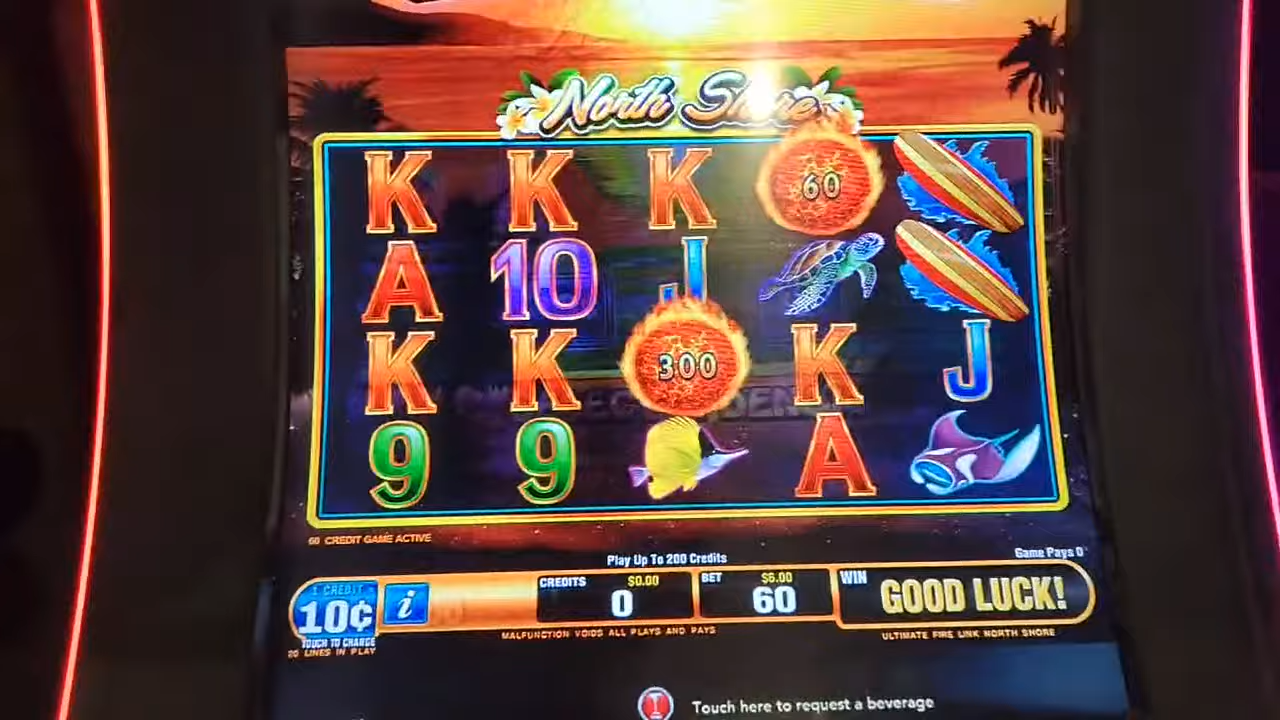 North Shore
K K K 60
A 10 J
K K 300 K J
9 9 A
60 CREDIT GAME ACTIVE
Play Up To 200 Credits
Game Pays 0
1 CREDIT =
10¢
TOUCH TO CHANGE
i
CREDITS $0.00
0
BET $6.00
60
WIN
GOOD LUCK!
20 LINES IN PLAY
MALFUNCTION VOIDS ALL PLAYS AND PAYS
ULTIMATE FIRE LINK NORTH SHORE
Touch here to request a beverage